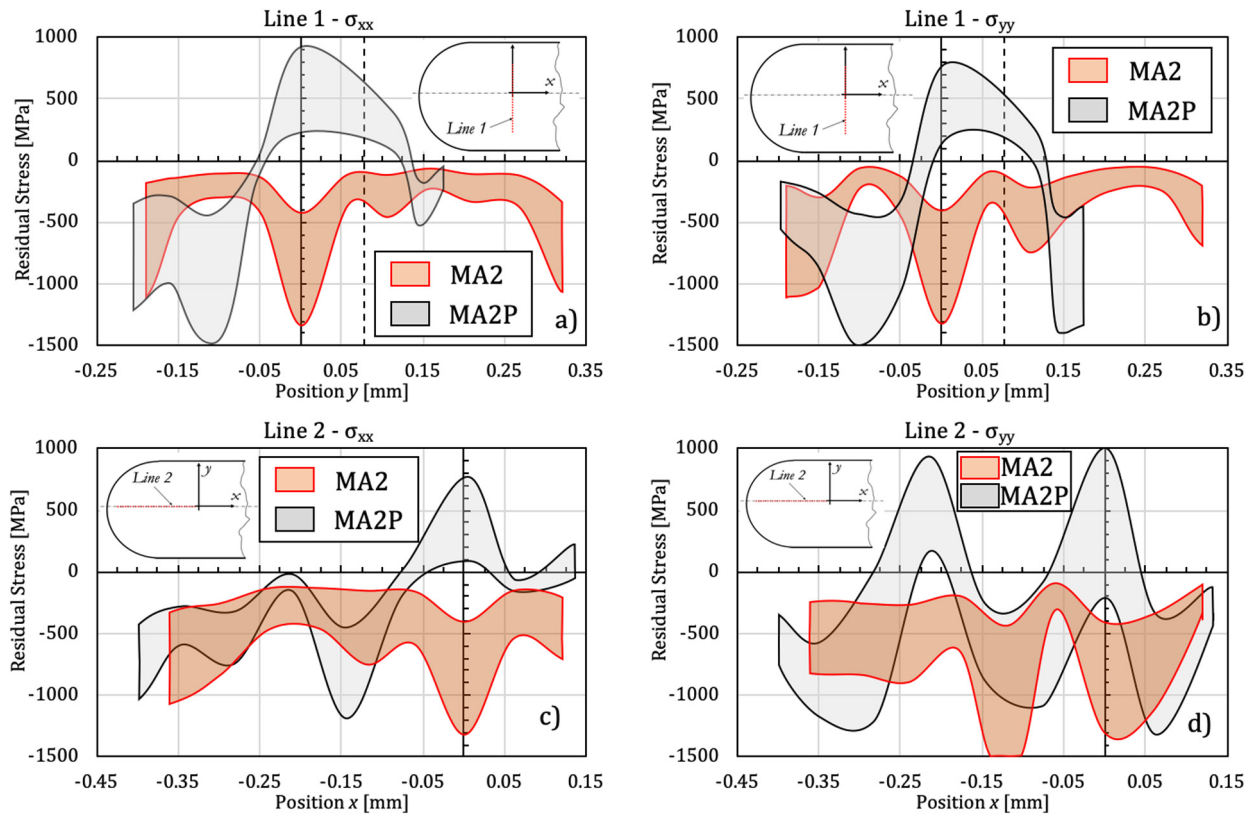 Line 1 - σxx
Residual Stress [MPa]
1000
500
0
-500
-1000
-1500
-0.25
-0.15
-0.05
0.05
0.15
0.25
0.35
Position y [mm]
x
Line 1
MA2
MA2P
a)
Line 1 - σyy
Residual Stress [MPa]
1000
500
0
-500
-1000
-1500
-0.25
-0.15
-0.05
0.05
0.15
0.25
0.35
Position y [mm]
x
Line 1
MA2
MA2P
b)
Line 2 - σxx
Residual Stress [MPa]
1000
500
0
-500
-1000
-1500
-0.45
-0.35
-0.25
-0.15
-0.05
0.05
0.15
Position x [mm]
Line 2
y
x
MA2
MA2P
c)
Line 2 - σyy
Residual Stress [MPa]
1000
500
0
-500
-1000
-1500
-0.45
-0.35
-0.25
-0.15
-0.05
0.05
0.15
Position x [mm]
Line 2
y
x
MA2
MA2P
d)